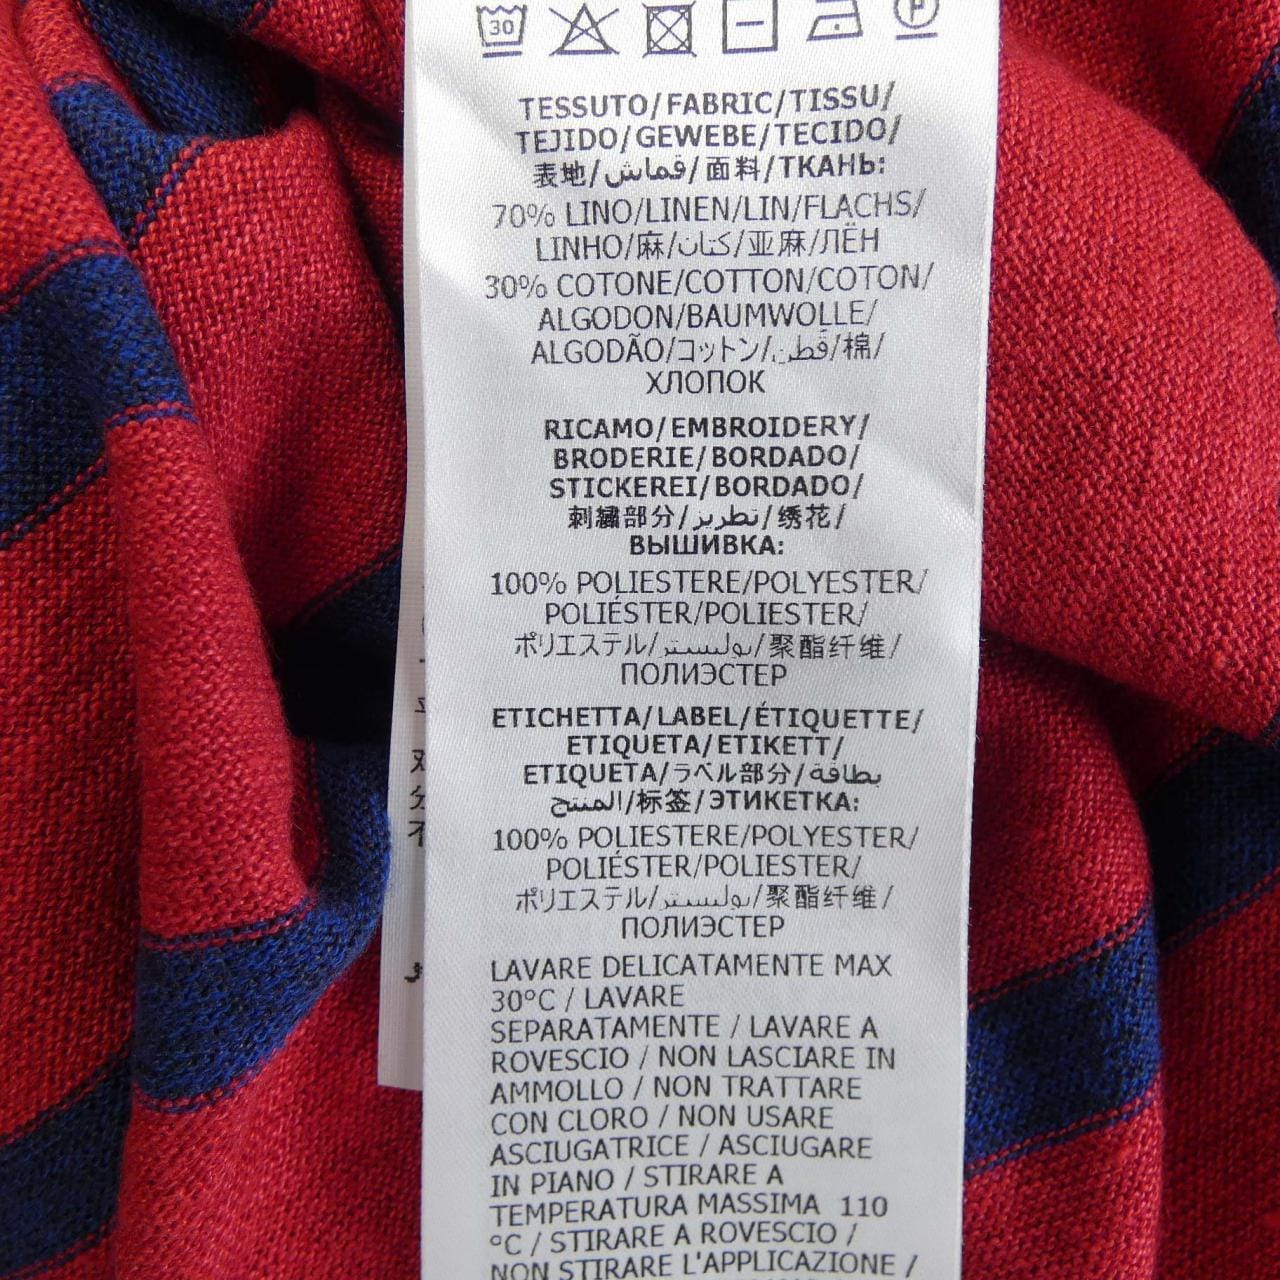 30
P
TESSUTO/FABRIC/TISSU/
TEJIDO/GEWEBE/TECIDO/
表地/قماش/面料/ТКАНЬ:
70% LINO/LINEN/LIN/FLACHS/
LINHO/麻/كتان/亚麻/ЛЁН
30% COTONE/COTTON/COTON/
ALGODON/BAUMWOLLE/
ALGODÃO/コットン/قطن/棉/
ХЛОПОК
RICAMO/EMBROIDERY/
BRODERIE/BORDADO/
STICKEREI/BORDADO/
刺繍部分/تطريز/绣花/
ВЫШИВКА:
100% POLIESTERE/POLYESTER/
POLIÉSTER/POLIESTER/
ポリエステル/بوليستر/聚酯纤维/
ПОЛИЭСТЕР
ETICHETTA/LABEL/ÉTIQUETTE/
ETIQUETA/ETIKETT/
ETIQUETA/ラベル部分/بطاقة
المنتج/标签/ЭТИКЕТКА:
100% POLIESTERE/POLYESTER/
POLIÉSTER/POLIESTER/
ポリエステル/بوليستر/聚酯纤维/
ПОЛИЭСТЕР
LAVARE DELICATAMENTE MAX
30°C / LAVARE
SEPARATAMENTE / LAVARE A
ROVESCIO / NON LASCIARE IN
AMMOLLO / NON TRATTARE
CON CLORO / NON USARE
ASCIUGATRICE / ASCIUGARE
IN PIANO / STIRARE A
TEMPERATURA MASSIMA 110
°C / STIRARE A ROVESCIO /
NON STIRARE L'APPLICAZIONE /